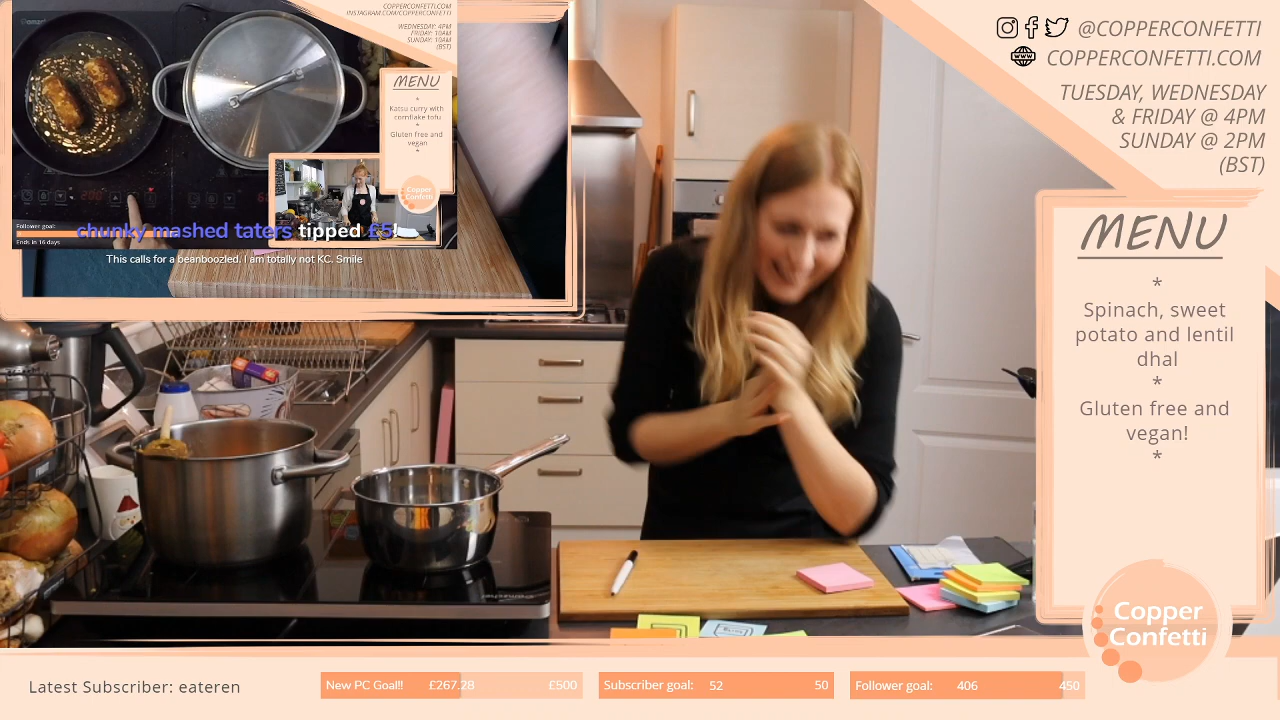 COPPERCONFETTI.COM
INSTAGRAM.COM/COPPERCONFETTI
WEDNESDAY: 4PM
FRIDAY: 10AM
SUNDAY: 10AM
(BST)
MENU
*
Katsu curry with
cornflake tofu
*
Gluten free and
vegan
*
Copper
Confetti
Follower goal:
Ends in 16 days
chunky mashed taters tipped £5!
This calls for a beanboozled. I am totally not KC. Smile
@COPPERCONFETTI
COPPERCONFETTI.COM
TUESDAY, WEDNESDAY
& FRIDAY @ 4PM
SUNDAY @ 2PM
(BST)
MENU
*
Spinach, sweet
potato and lentil
dhal
*
Gluten free and
vegan!
*
Copper
Confetti
Latest Subscriber: eateren
New PC Goal!! £267.28 £500
Subscriber goal: 52 50
Follower goal: 406 450